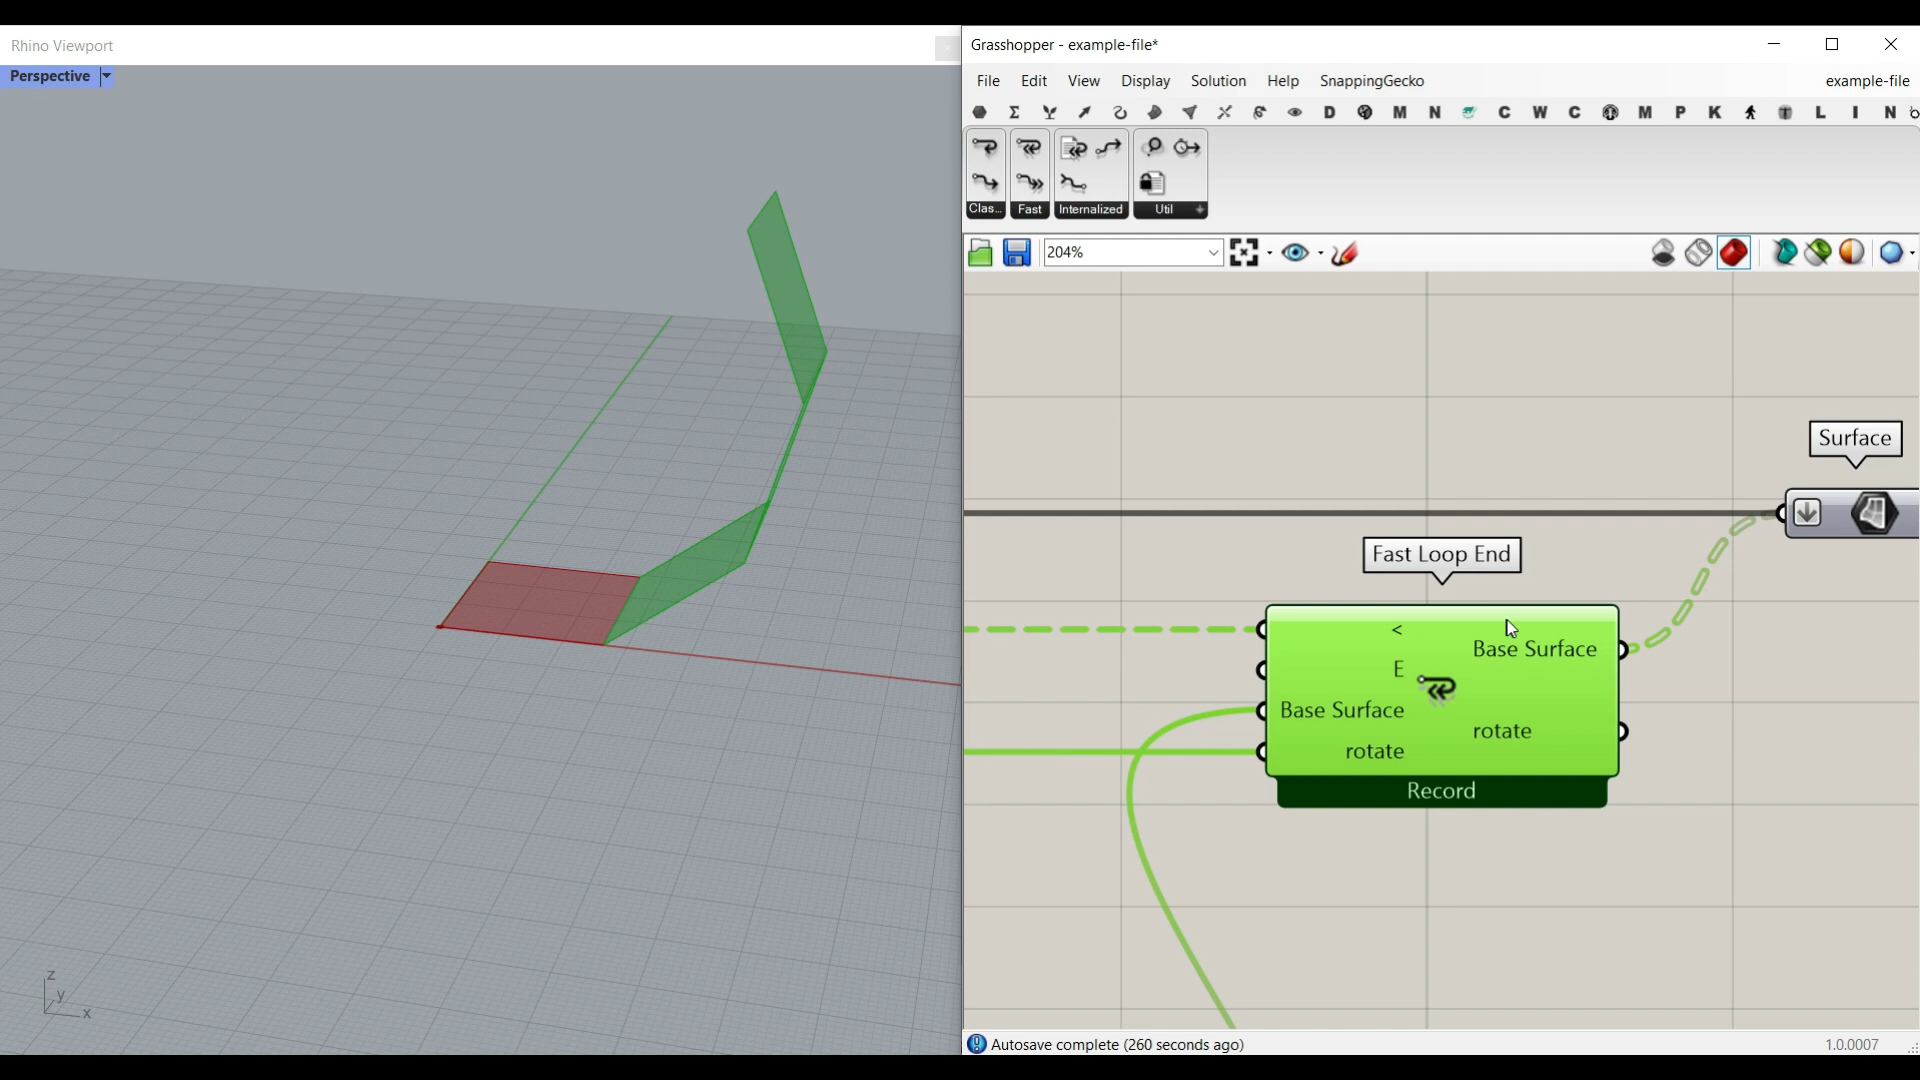 Rhino Viewport
Perspective
z
y
x
Grasshopper - example-file*
File Edit View Display Solution Help SnappingGecko
example-file
D M N C W C M P K L I N
Clas... Fast Internalized Util
204%
Surface
Fast Loop End
<
E
Base Surface
rotate
Base Surface
rotate
Record
Autosave complete (260 seconds ago)
1.0.0007